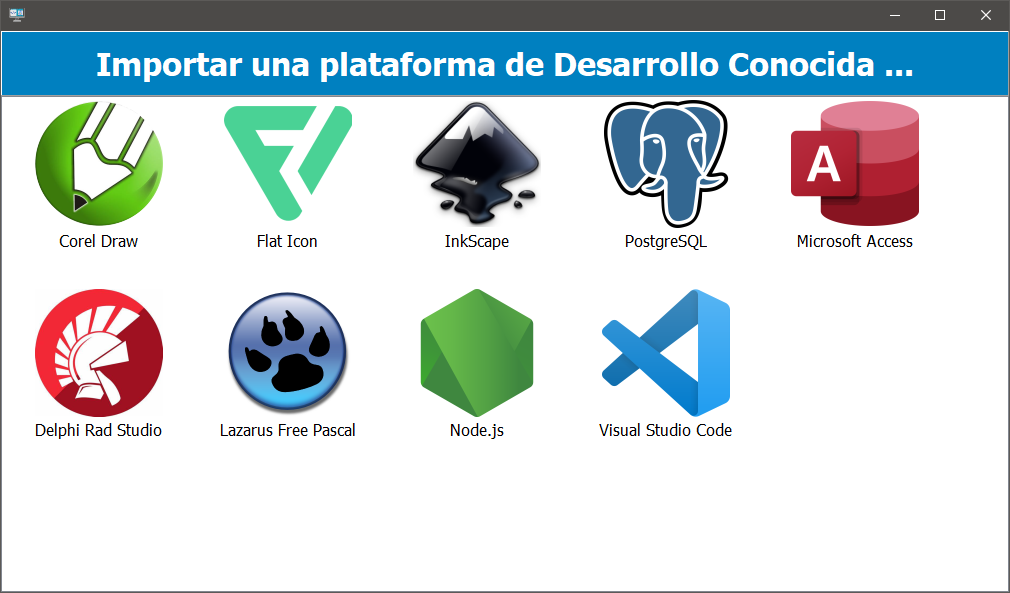 Importar una plataforma de Desarrollo Conocida ...
Corel Draw
Flat Icon
InkScape
PostgreSQL
A
Microsoft Access
Delphi Rad Studio
Lazarus Free Pascal
Node.js
Visual Studio Code